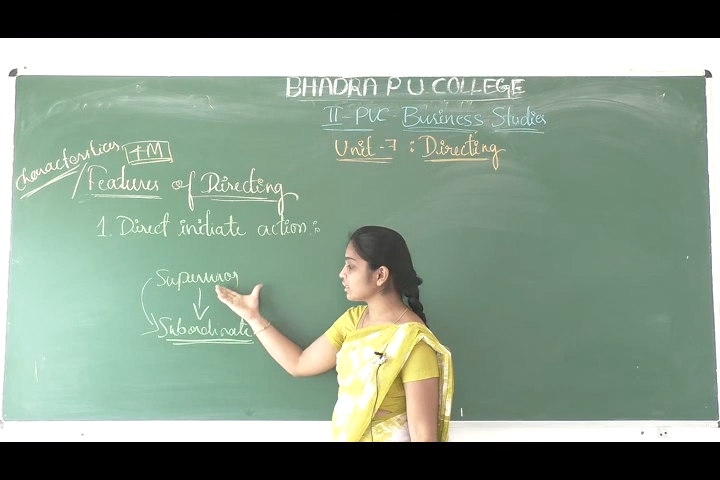 BHADRA P U COLLEGE
II-PUC Business Studies
Unit-7 : Directing
Characteristics/ 4M
Features of Directing
1. Direct initiate action :
Supervisor
Subordinate